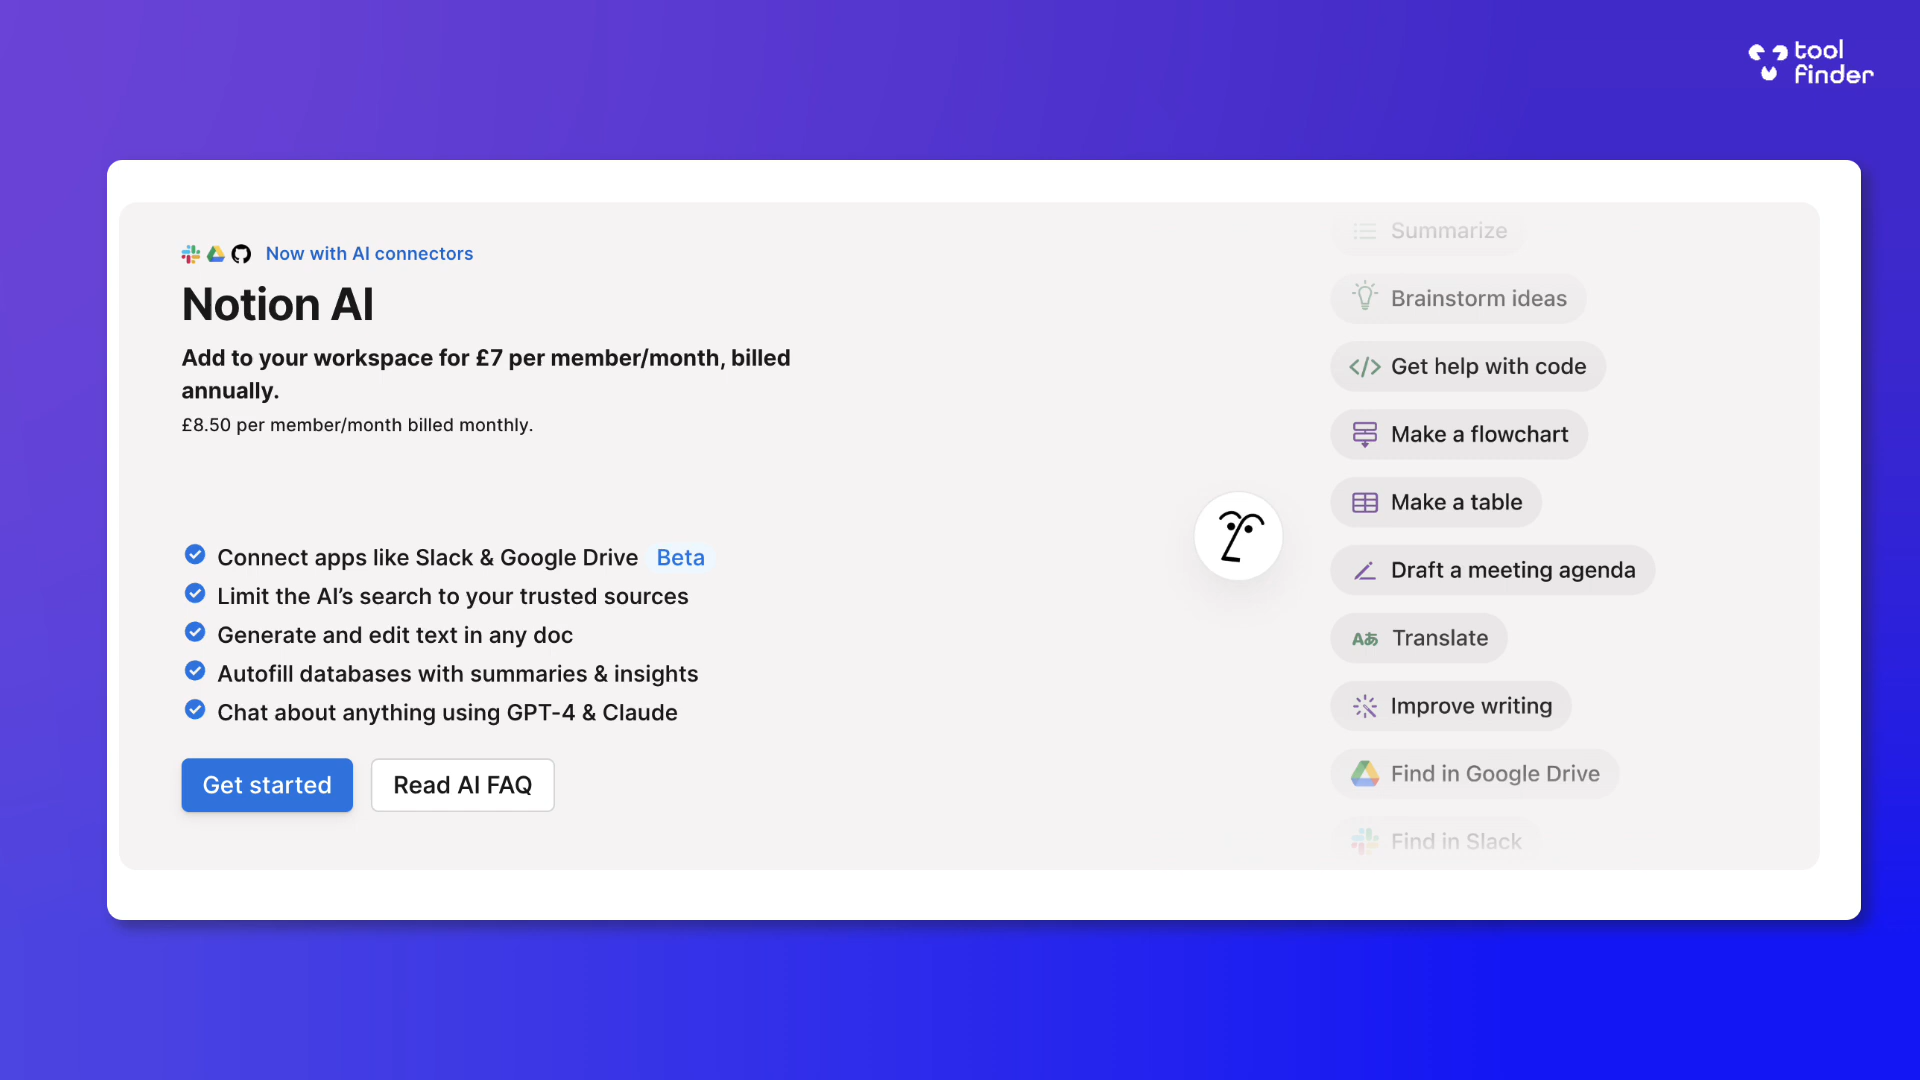 tool
finder
Now with AI connectors
Notion AI
Add to your workspace for £7 per member/month, billed
annually.
£8.50 per member/month billed monthly.
Connect apps like Slack & Google Drive Beta
Limit the AI’s search to your trusted sources
Generate and edit text in any doc
Autofill databases with summaries & insights
Chat about anything using GPT-4 & Claude
Get started
Read AI FAQ
Summarize
Brainstorm ideas
</> Get help with code
Make a flowchart
Make a table
Draft a meeting agenda
Aあ Translate
Improve writing
Find in Google Drive
Find in Slack